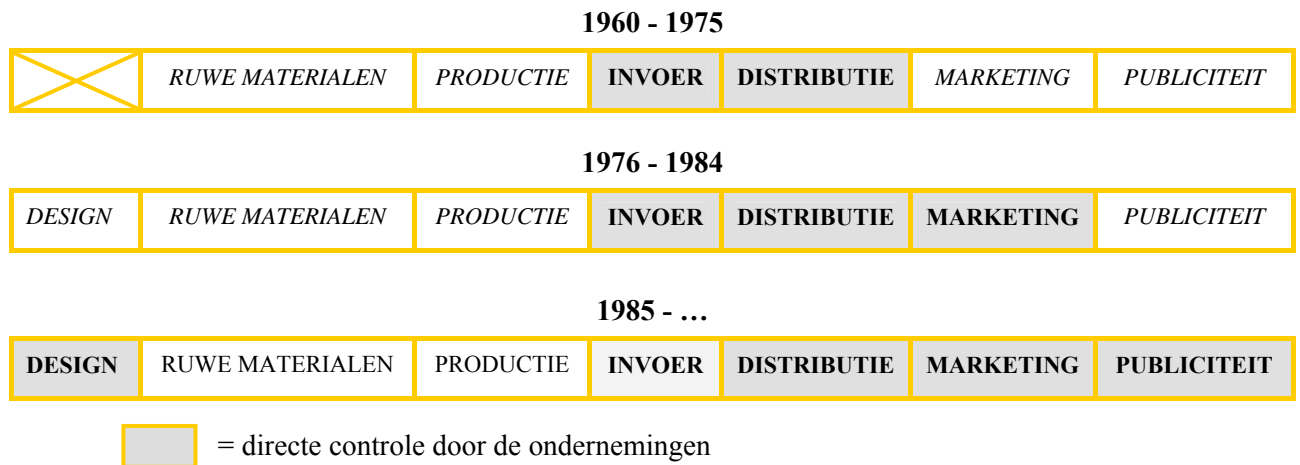 1960 - 1975
RUWE MATERIALEN PRODUCTIE INVOER DISTRIBUTIE MARKETING PUBLICITEIT
1976 - 1984
DESIGN RUWE MATERIALEN PRODUCTIE INVOER DISTRIBUTIE MARKETING PUBLICITEIT
1985 - …
DESIGN RUWE MATERIALEN PRODUCTIE INVOER DISTRIBUTIE MARKETING PUBLICITEIT
= directe controle door de ondernemingen